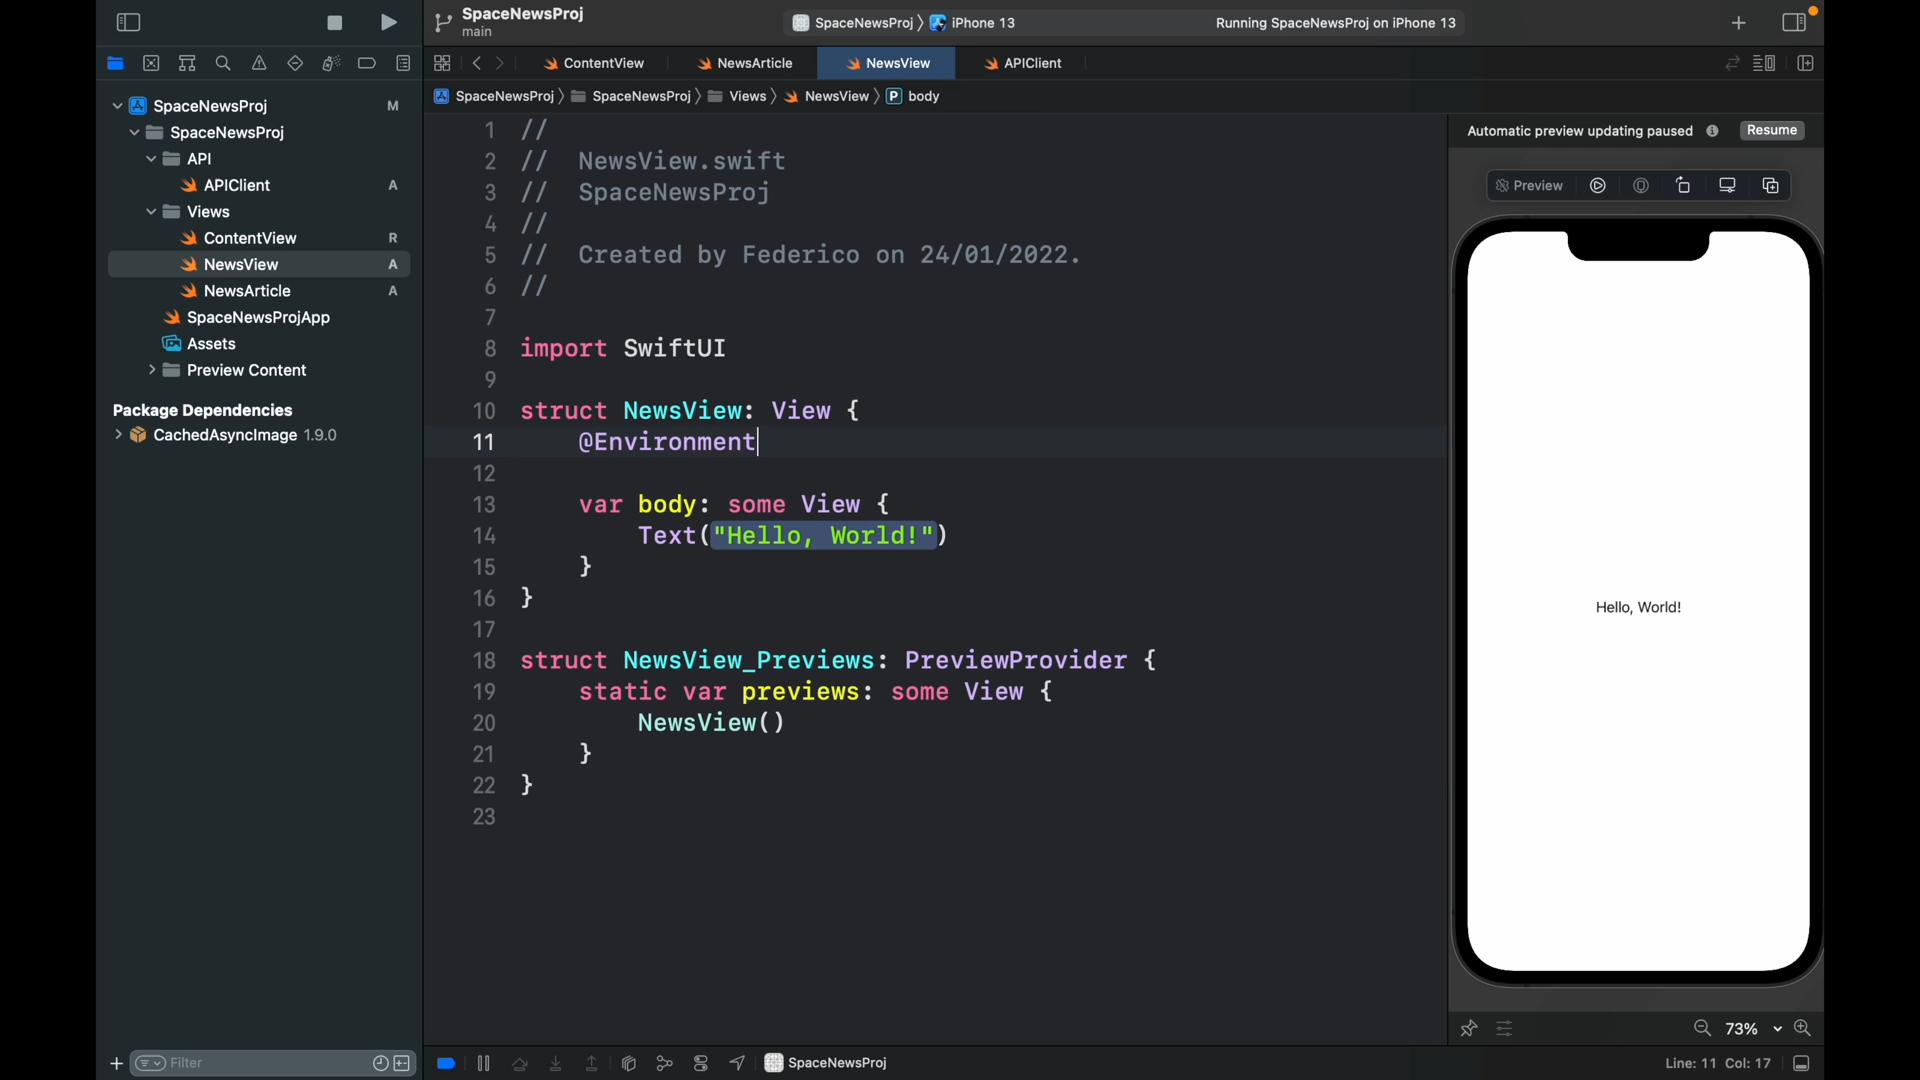 SpaceNewsProj
main
SpaceNewsProj iPhone 13
Running SpaceNewsProj on iPhone 13
ContentView
NewsArticle
NewsView
APIClient
SpaceNewsProj SpaceNewsProj Views NewsView P body
SpaceNewsProj M
SpaceNewsProj
API
APIClient A
Views
ContentView R
NewsView A
NewsArticle A
SpaceNewsProjApp
Assets
Preview Content
Package Dependencies
CachedAsyncImage 1.9.0
Filter
1 //
2 // NewsView.swift
3 // SpaceNewsProj
4 //
5 // Created by Federico on 24/01/2022.
6 //
7
8 import SwiftUI
9
10 struct NewsView: View {
11 @Environment
12
13 var body: some View {
14 Text("Hello, World!")
15 }
16 }
17
18 struct NewsView_Previews: PreviewProvider {
19 static var previews: some View {
20 NewsView()
21 }
22 }
23
Automatic preview updating paused
Resume
Preview
Hello, World!
73%
SpaceNewsProj
Line: 11 Col: 17